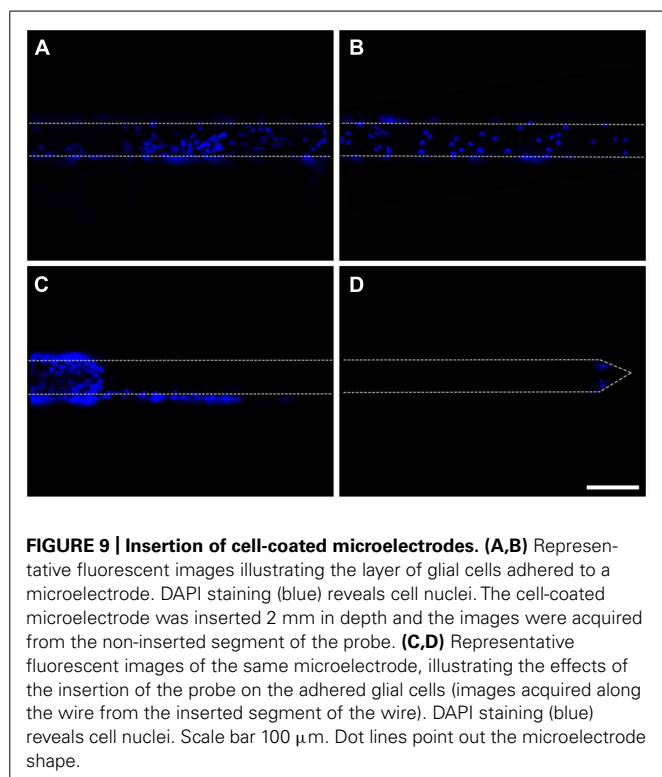 A
B
C
D
FIGURE 9 | Insertion of cell-coated microelectrodes. (A,B) Represen-
tative fluorescent images illustrating the layer of glial cells adhered to a
microelectrode. DAPI staining (blue) reveals cell nuclei. The cell-coated
microelectrode was inserted 2 mm in depth and the images were acquired
from the non-inserted segment of the probe. (C,D) Representative
fluorescent images of the same microelectrode, illustrating the effects of
the insertion of the probe on the adhered glial cells (images acquired along
the wire from the inserted segment of the wire). DAPI staining (blue)
reveals cell nuclei. Scale bar 100 μm. Dot lines point out the microelectrode
shape.